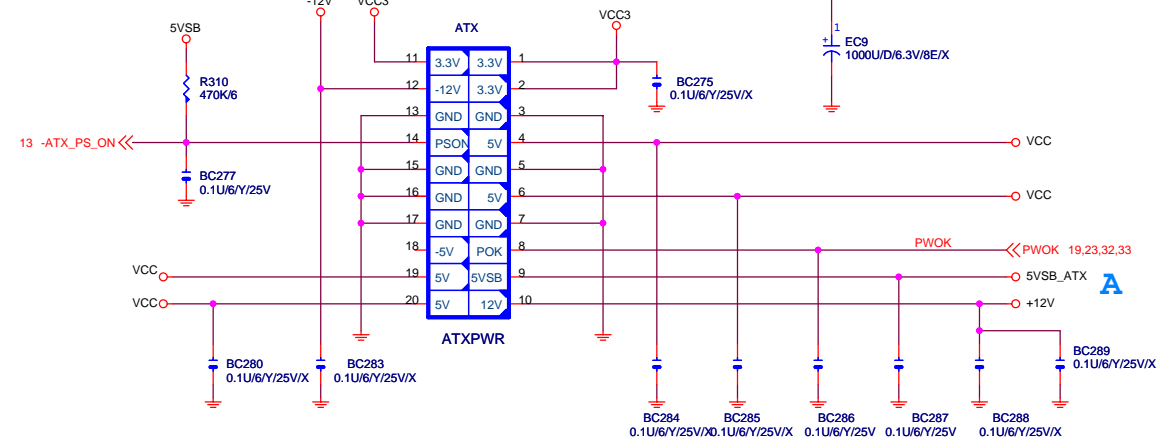 -12V
VCC3
VCC3
5VSB
R310
470K/6
ATX
1
+
EC9
1000U/D/6.3V/8E/X
11 3.3V 3.3V 1
12 -12V 3.3V 2
13 GND GND 3
14 PSON 5V 4
15 GND GND 5
16 GND 5V 6
17 GND GND 7
18 -5V POK 8
19 5V 5VSB 9
20 5V 12V 10
ATXPWR
BC275
0.1U/6/Y/25V/X
13 -ATX_PS_ON
BC277
0.1U/6/Y/25V
VCC
VCC
PWOK
PWOK 19,23,32,33
5VSB_ATX
A
+12V
VCC
VCC
BC280
0.1U/6/Y/25V/X
BC283
0.1U/6/Y/25V/X
BC289
0.1U/6/Y/25V/X
BC284
0.1U/6/Y/25V/X
BC285
0.1U/6/Y/25V/X
BC286
0.1U/6/Y/25V
BC287
0.1U/6/Y/25V
BC288
0.1U/6/Y/25V/X